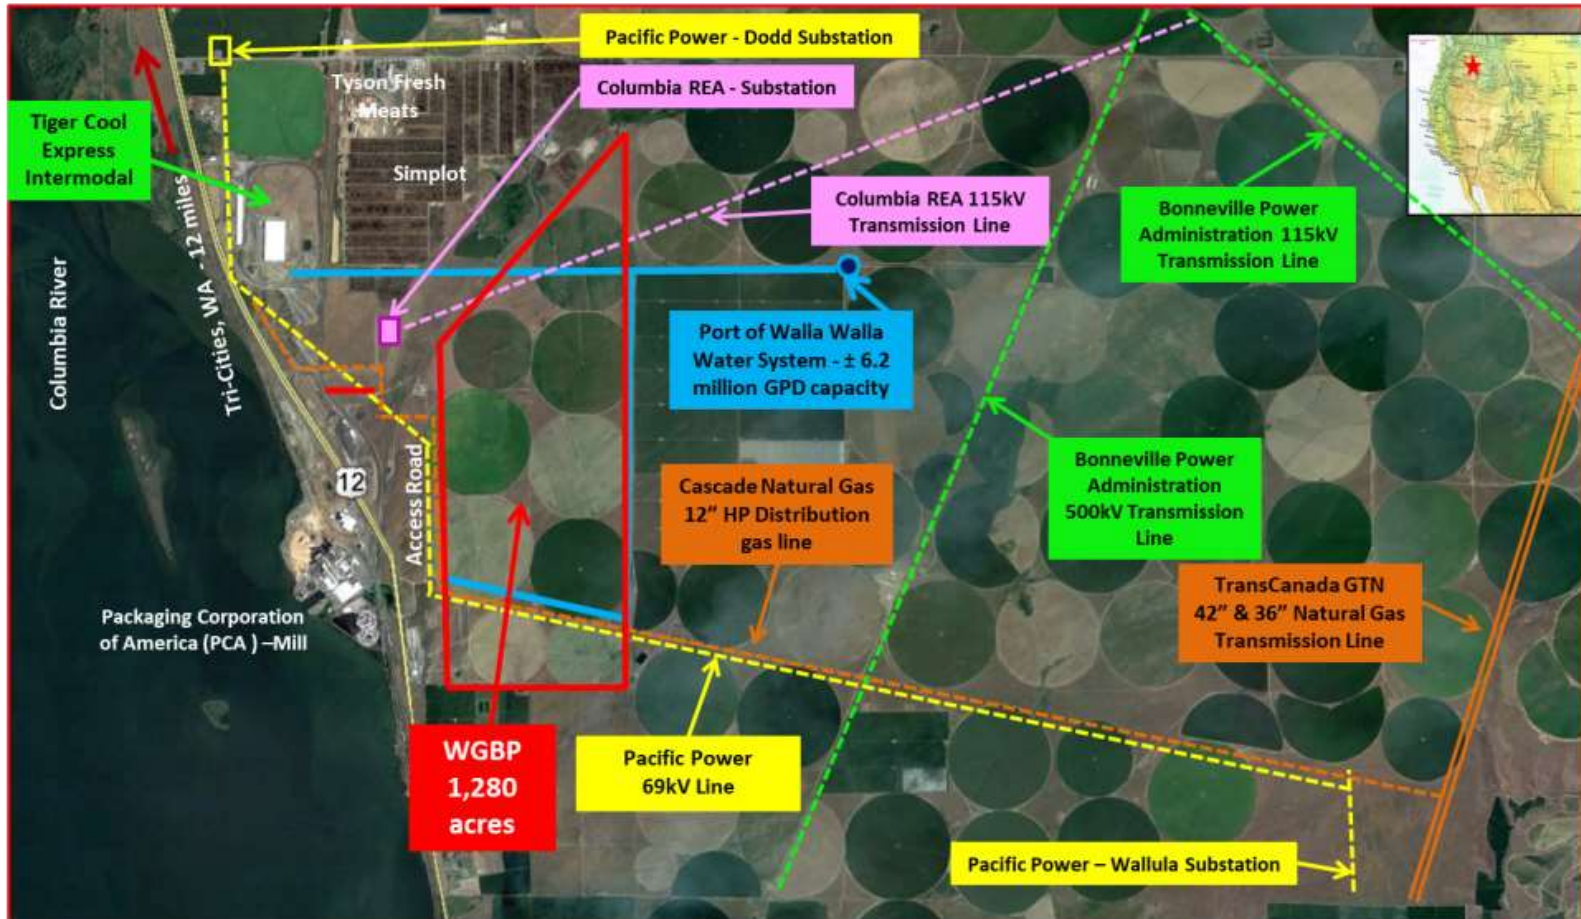 Pacific Power - Dodd Substation
Tyson Fresh
Meats
Columbia REA - Substation
Tiger Cool
Express
Intermodal
Simplot
Columbia REA 115kV
Transmission Line
Bonneville Power
Administration 115kV
Transmission Line
Columbia River
Tri-Cities, WA - 12 miles
Port of Walla Walla
Water System - ± 6.2
million GPD capacity
12
Access Road
Cascade Natural Gas
12” HP Distribution
gas line
Bonneville Power
Administration
500kV Transmission
Line
TransCanada GTN
42” & 36” Natural Gas
Transmission Line
Packaging Corporation
of America (PCA ) –Mill
WGBP
1,280
acres
Pacific Power
69kV Line
Pacific Power – Wallula Substation